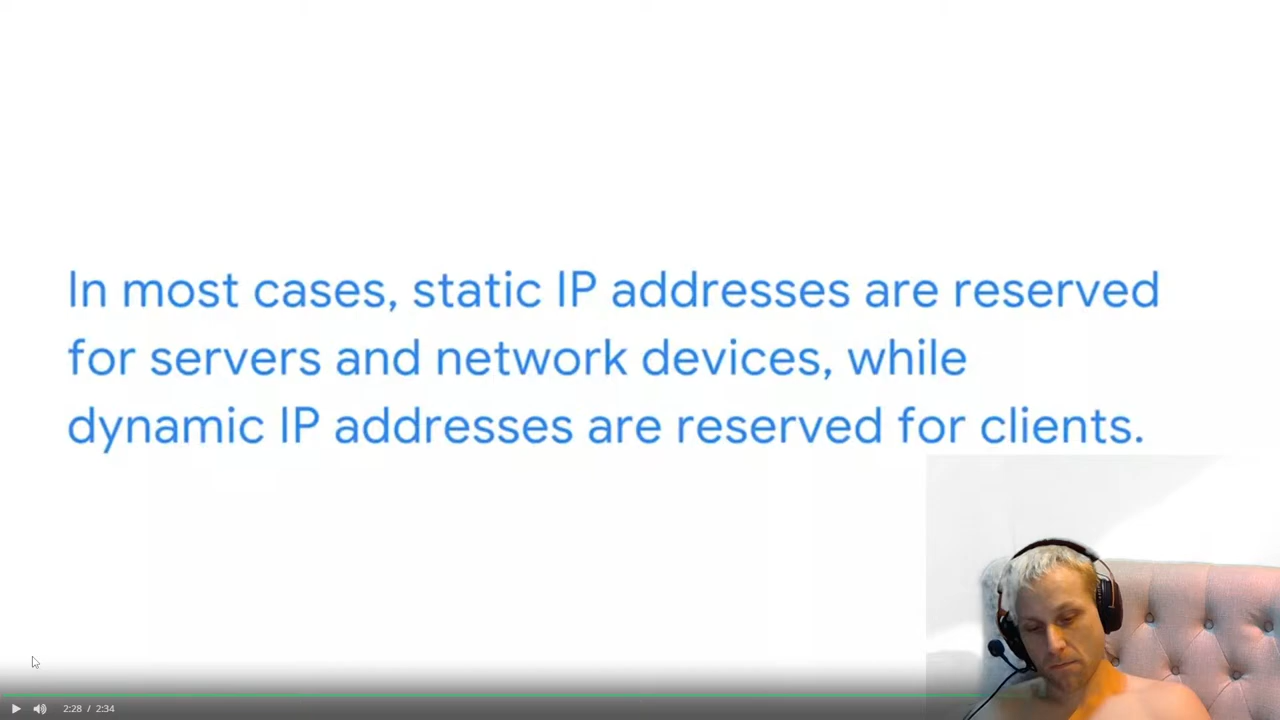 In most cases, static IP addresses are reserved
for servers and network devices, while
dynamic IP addresses are reserved for clients.
2:28 / 2:34